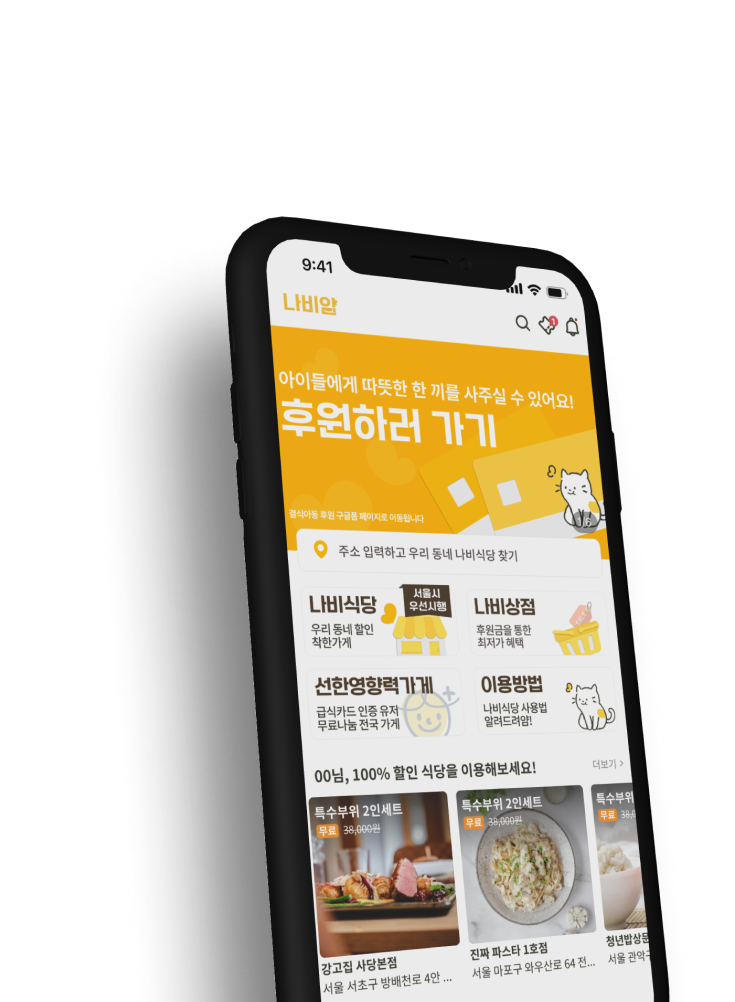 9:41
나비얌
1
아이들에게 따뜻한 한 끼를 사주실 수 있어요!
후원하러 가기
결식아동 후원 구글폼 페이지로 이동됩니다
주소 입력하고 우리 동네 나비식당 찾기
나비식당
서울시
우선시행
우리 동네 할인
착한가게
나비상점
SALE
후원금을 통한
최저가 혜택
선한영향력가게
급식카드 인증 유저
무료나눔 전국 가게
이용방법
나비식당 사용법
알려드려얌!
00님, 100% 할인 식당을 이용해보세요!
더보기 >
특수부위 2인세트
무료 38,000원
강고집 사당본점
서울 서초구 방배천로 4안 ...
특수부위 2인세트
무료 38,000원
진짜 파스타 1호점
서울 마포구 와우산로 64 전...
특수부위
무료 38,0
청년밥상문
서울 관악구